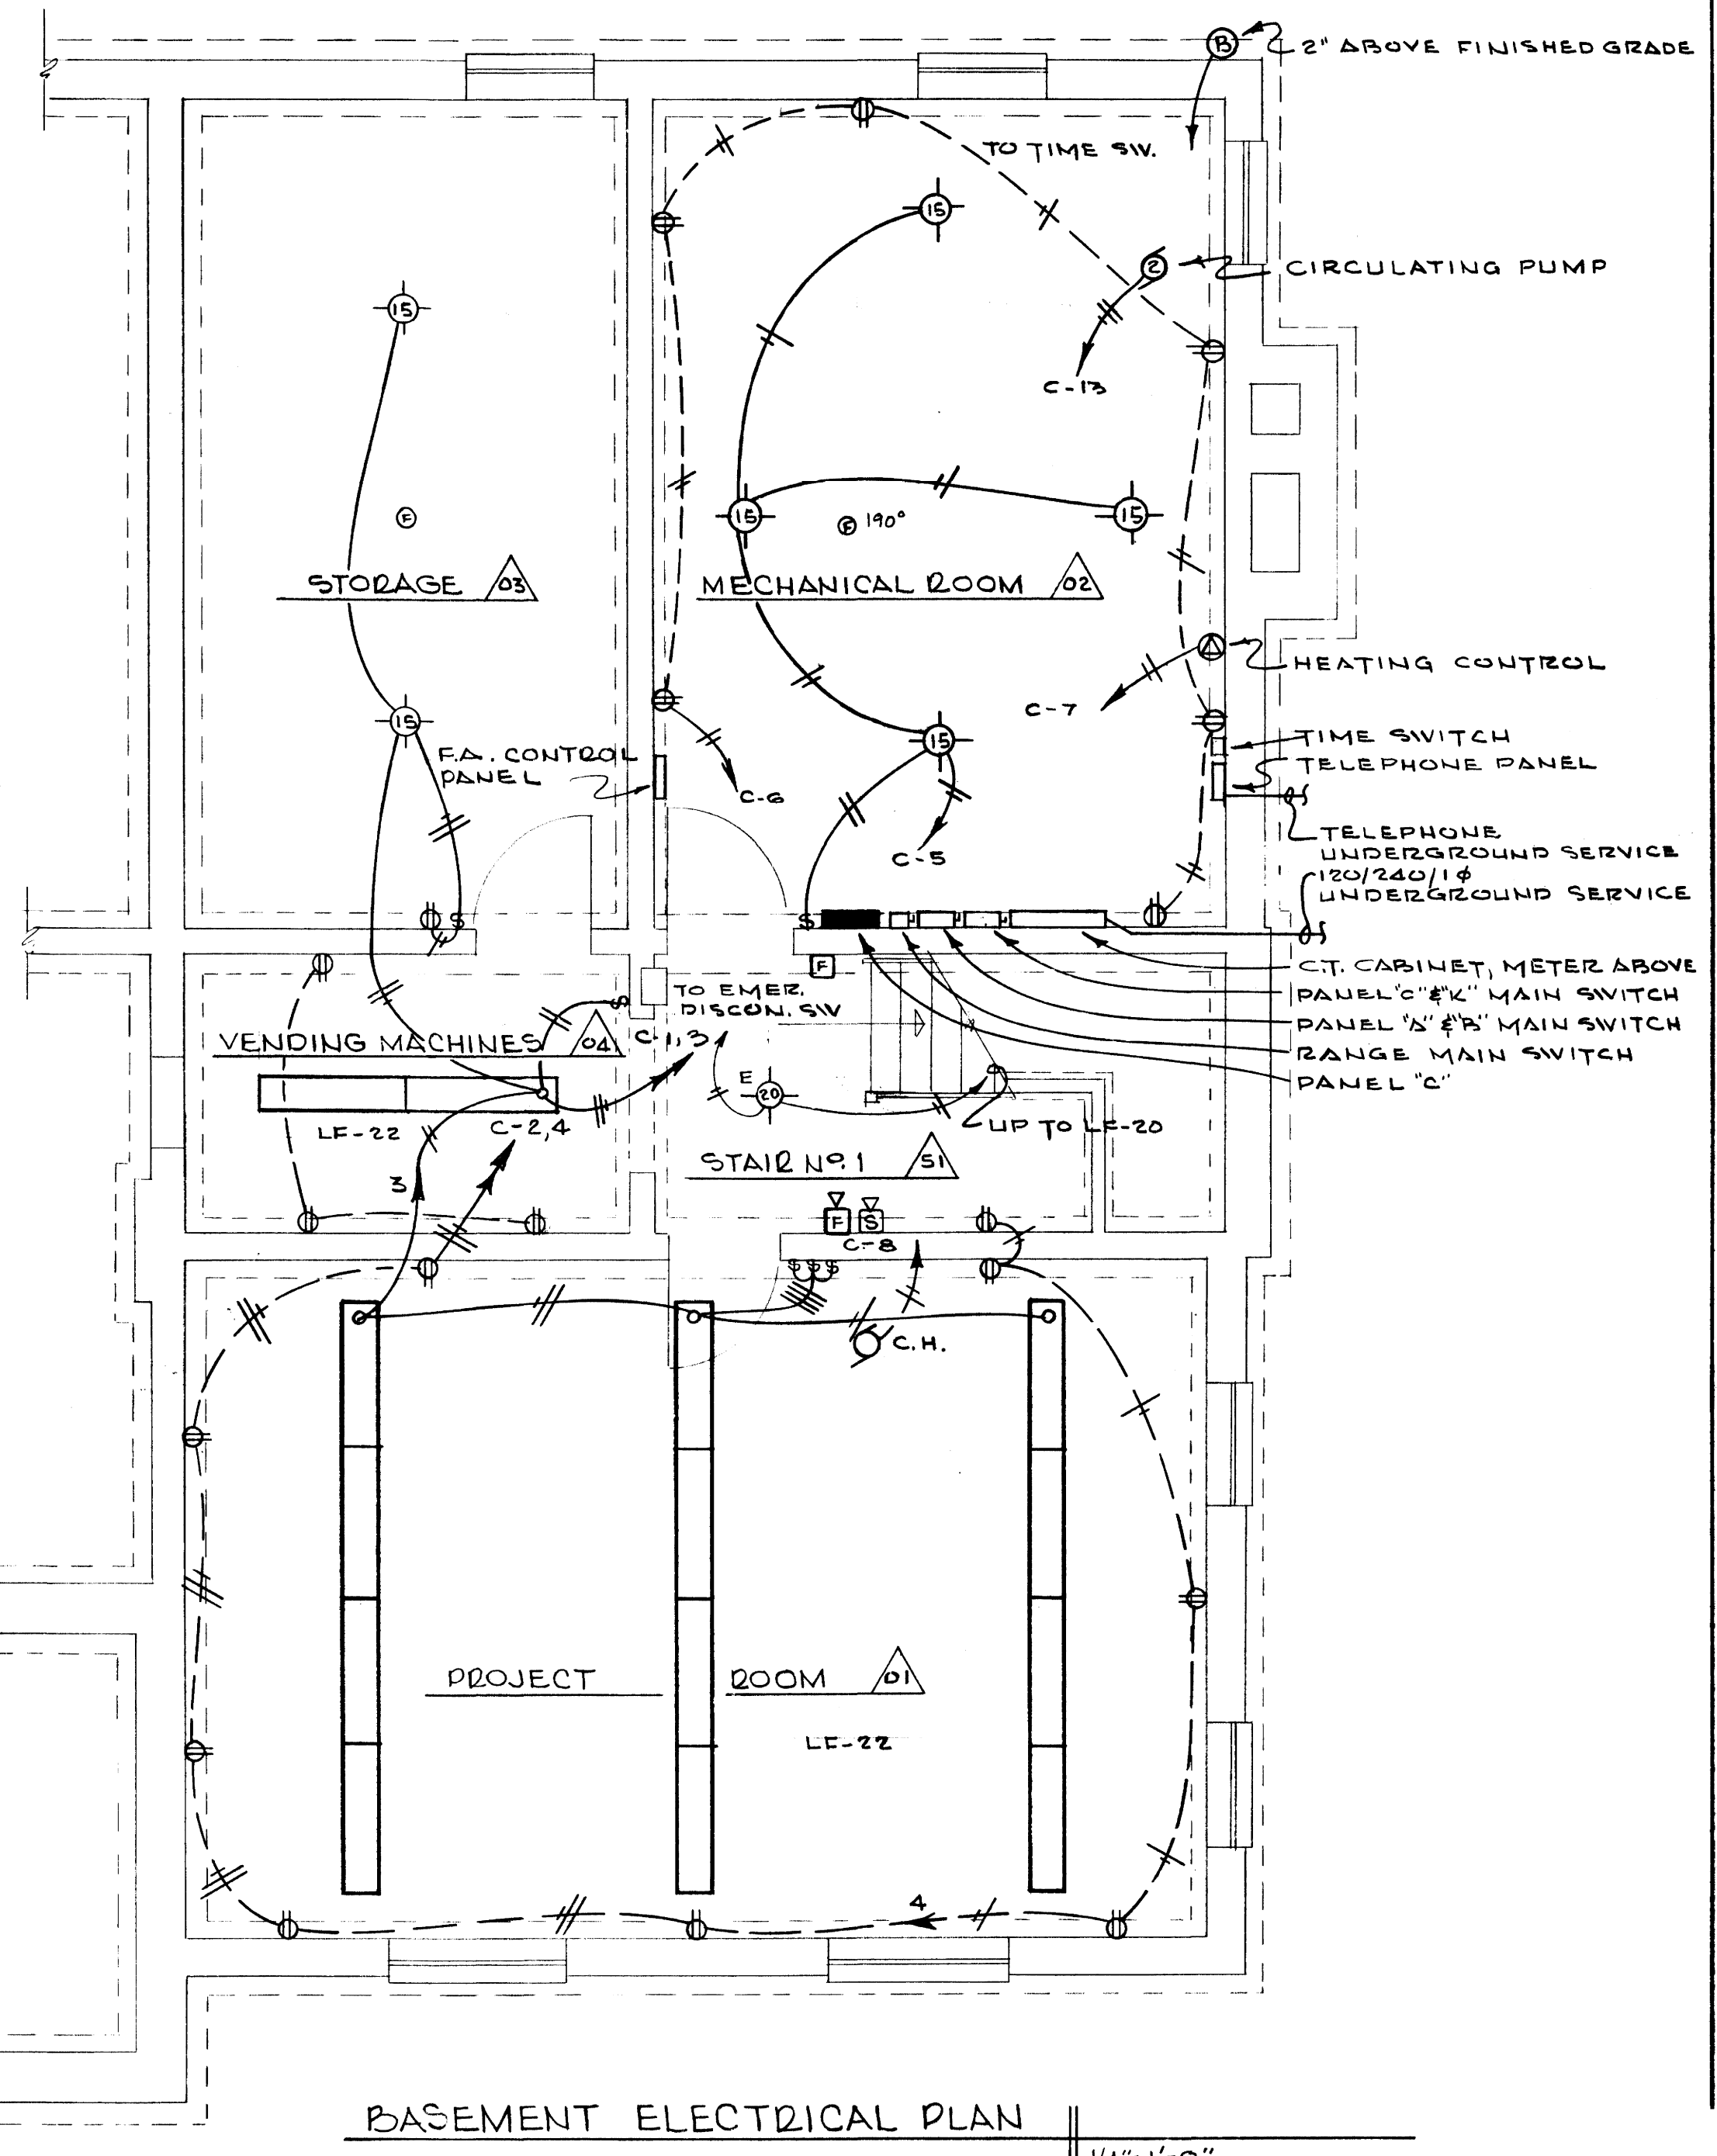 B
2" ABOVE FINISHED GRADE
TO TIME SW.
15
15
2
CIRCULATING PUMP
C-13
15
15
F
F 190°
STORAGE 03
MECHANICAL ROOM 02
HEATING CONTROL
C-7
15
15
F.A. CONTROL
PANEL
TIME SWITCH
TELEPHONE PANEL
C-6
C-5
TELEPHONE
UNDERGROUND SERVICE
120/240/1φ
UNDERGROUND SERVICE
$
$
F
C.T. CABINET, METER ABOVE
PANEL "C" & "K" MAIN SWITCH
PANEL "A" & "B" MAIN SWITCH
RANGE MAIN SWITCH
PANEL "C"
TO EMER.
DISCON. SW
$
VENDING MACHINES 04
C-1,3
E
20
LF-22
C-2,4
UP TO LF-20
STAIR Nº.1 S1
3
F S
C-8
$ $ $
C.H.
PROJECT ROOM 01
LF-22
4
BASEMENT ELECTRICAL PLAN